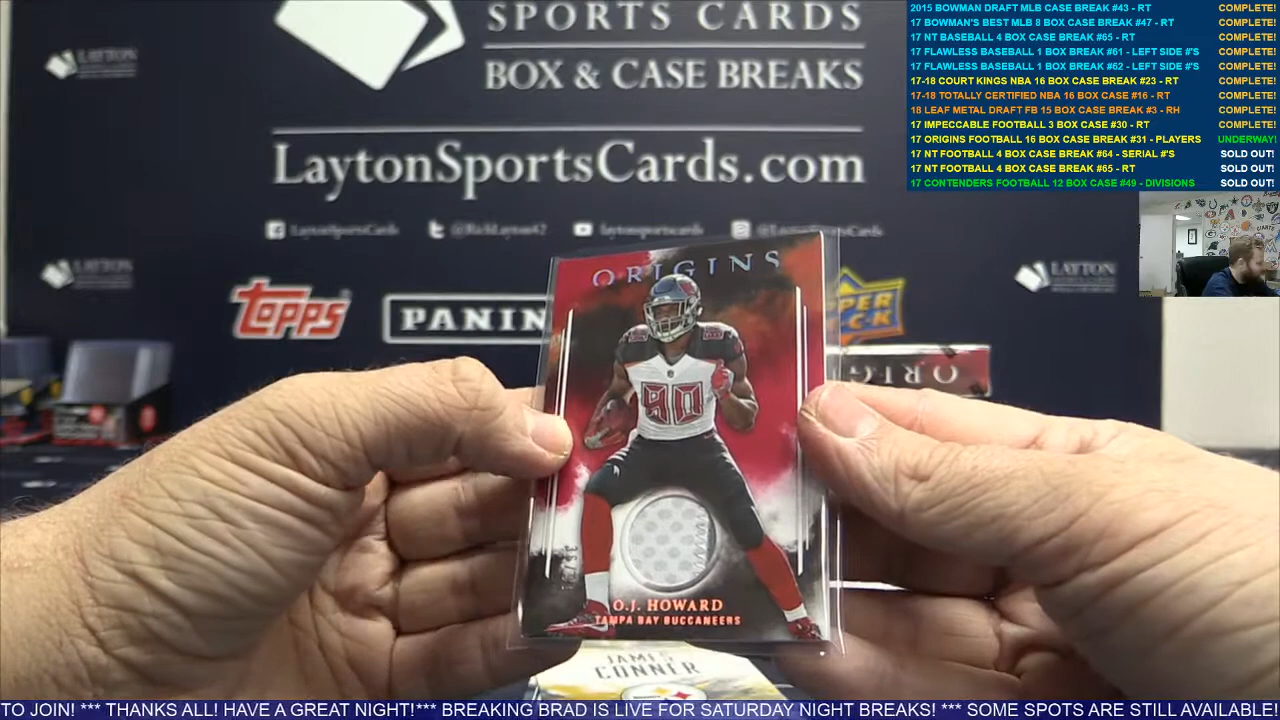 SPORTS CARDS
BOX & CASE BREAKS
LaytonSportsCards.com
LaytonSportsCards
@RichLayton42
laytonsportscards
LAYTON
LAYTON
Topps
PANINI
ORIGINS
90
O.J. HOWARD
TAMPA BAY BUCCANEERS
JAMES
CONNER
ORIG
2015 BOWMAN DRAFT MLB CASE BREAK #43 - RT COMPLETE!
17 BOWMAN'S BEST MLB 8 BOX CASE BREAK #47 - RT COMPLETE!
17 NT BASEBALL 4 BOX CASE BREAK #65 - RT COMPLETE!
17 FLAWLESS BASEBALL 1 BOX BREAK #61 - LEFT SIDE #'S COMPLETE!
17 FLAWLESS BASEBALL 1 BOX BREAK #62 - LEFT SIDE #'S COMPLETE!
17-18 COURT KINGS NBA 16 BOX CASE BREAK #23 - RT COMPLETE!
17-18 TOTALLY CERTIFIED NBA 16 BOX CASE #16 - RT COMPLETE!
18 LEAF METAL DRAFT FB 15 BOX CASE BREAK #3 - RH COMPLETE!
17 IMPECCABLE FOOTBALL 3 BOX CASE #30 - RT COMPLETE!
17 ORIGINS FOOTBALL 16 BOX CASE BREAK #31 - PLAYERS UNDERWAY!
17 NT FOOTBALL 4 BOX CASE BREAK #64 - SERIAL #'S SOLD OUT!
17 NT FOOTBALL 4 BOX CASE BREAK #65 - RT SOLD OUT!
17 CONTENDERS FOOTBALL 12 BOX CASE #49 - DIVISIONS SOLD OUT!
TO JOIN! *** THANKS ALL! HAVE A GREAT NIGHT!*** BREAKING BRAD IS LIVE FOR SATURDAY NIGHT BREAKS! *** SOME SPOTS ARE STILL AVAILABLE!